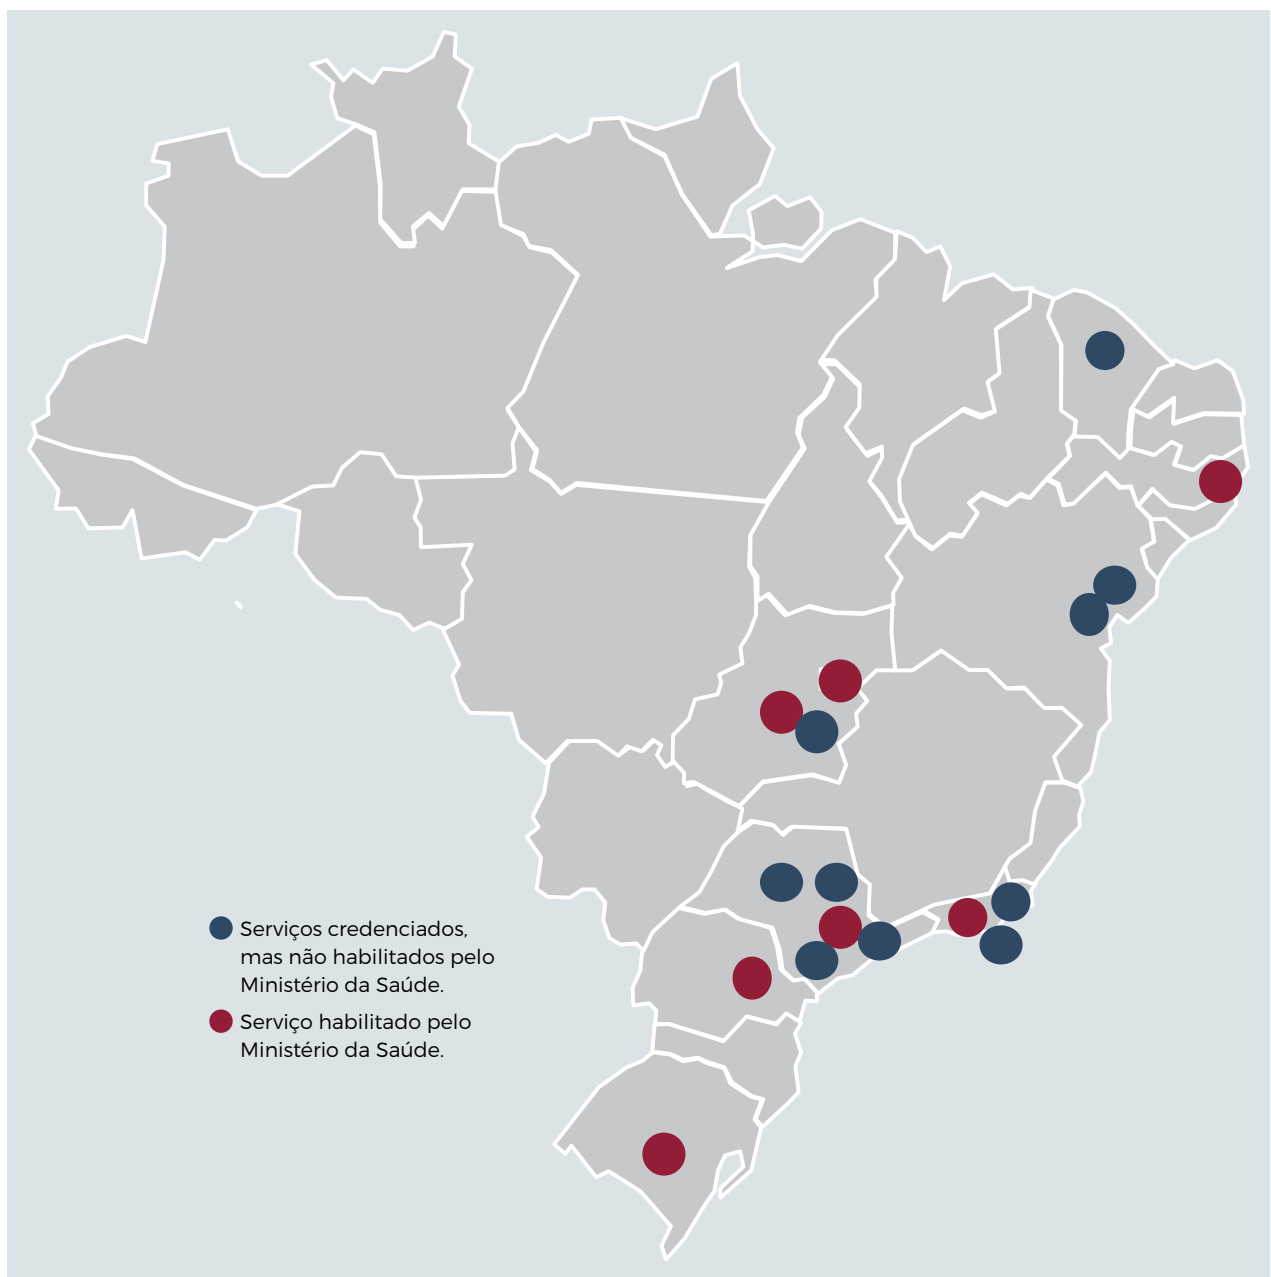 Serviços credenciados,
mas não habilitados pelo
Ministério da Saúde.
Serviço habilitado pelo
Ministério da Saúde.